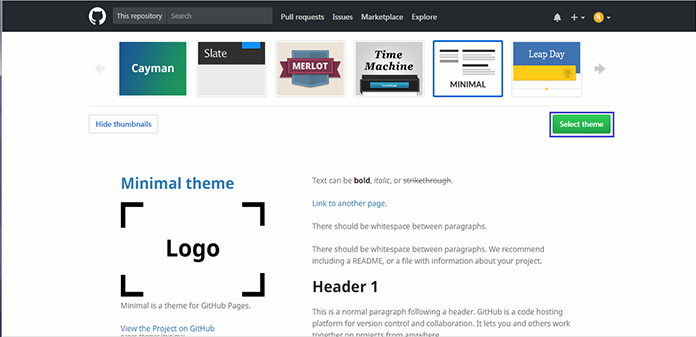 This repository Search Pull requests Issues Marketplace Explore R
Cayman
Slate
MERLOT
Time
Machine
Download
MINIMAL
Leap Day
Hide thumbnails
Select theme
Minimal theme
Logo
Minimal is a theme for GitHub Pages.
View the Project on GitHub
Text can be bold, italic, or strikethrough.
Link to another page.
There should be whitespace between paragraphs.
There should be whitespace between paragraphs. We recommend
including a README, or a file with information about your project.
Header 1
This is a normal paragraph following a header. GitHub is a code hosting
platform for version control and collaboration. It lets you and others work
together on projects from anywhere.